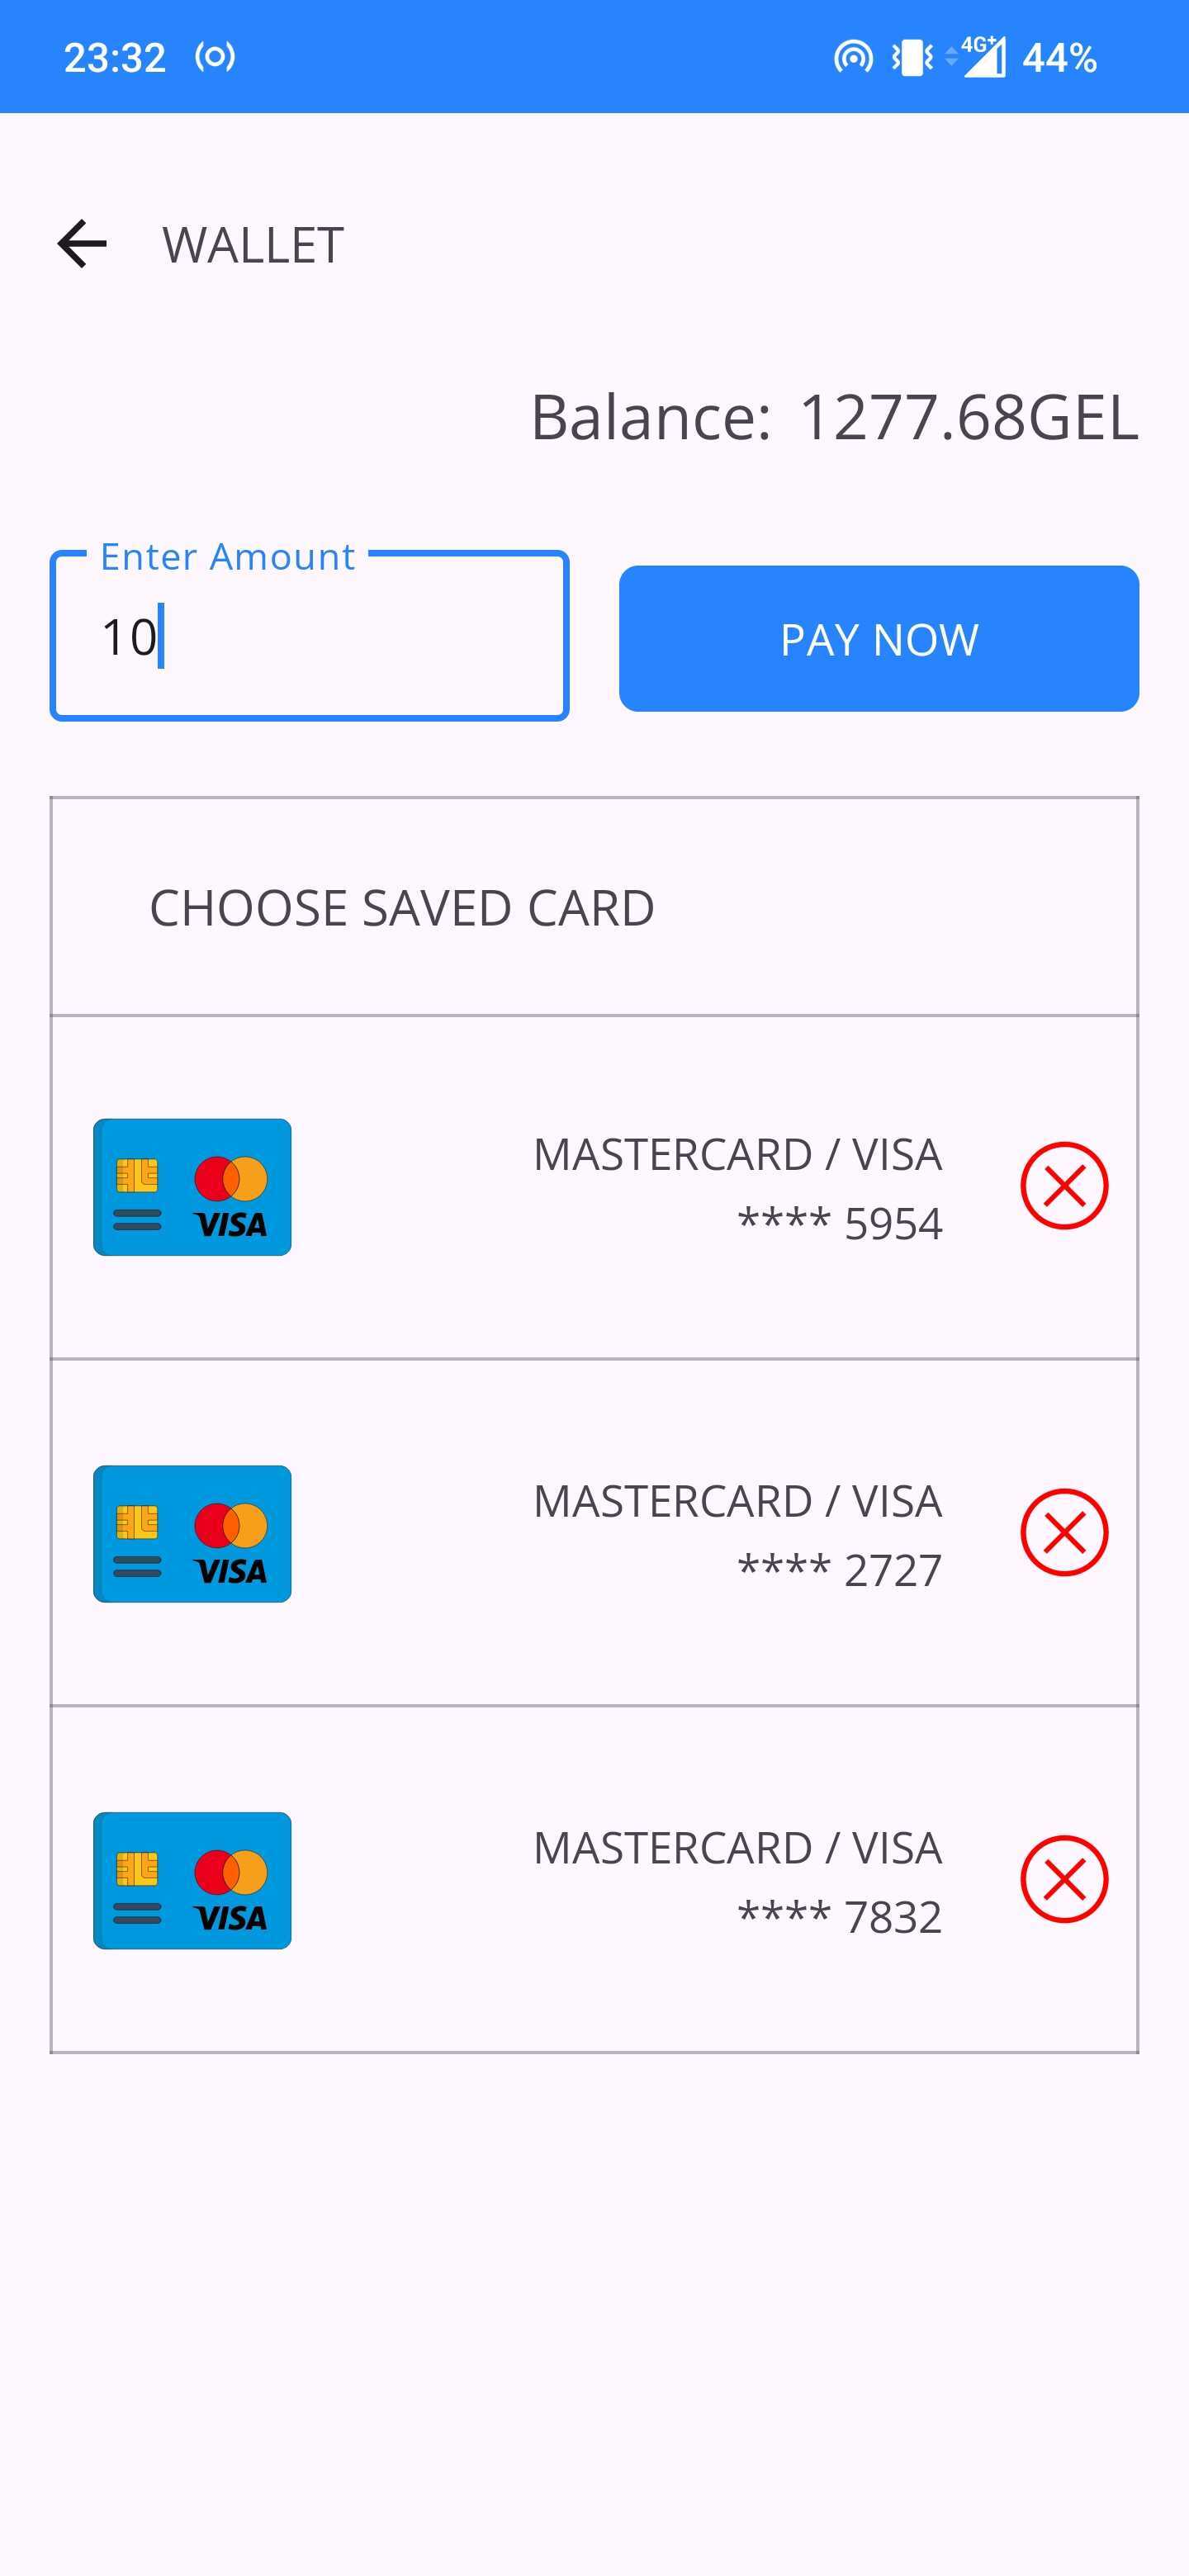 23:32 4G+ 44%
WALLET
Balance: 1277.68GEL
Enter Amount
10
PAY NOW
CHOOSE SAVED CARD
VISA
MASTERCARD / VISA
**** 5954
VISA
MASTERCARD / VISA
**** 2727
VISA
MASTERCARD / VISA
**** 7832